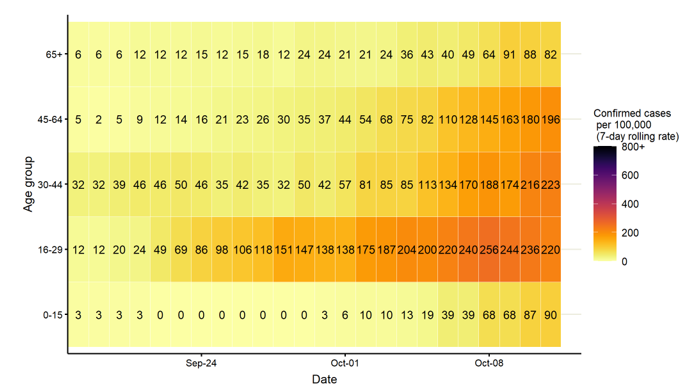 65+ 6 6 6 12 12 12 15 12 15 18 12 24 24 21 21 24 36 43 40 49 64 91 88 82
45-64 5 2 5 9 12 14 16 21 23 26 30 35 37 44 54 68 75 82 110 128 145 163 180 196
30-44 32 32 39 46 46 50 46 35 42 35 32 50 42 57 81 85 85 113 134 170 188 174 216 223
16-29 12 12 20 24 49 69 86 98 106 118 151 147 138 138 175 187 204 200 220 240 256 244 236 220
0-15 3 3 3 3 0 0 0 0 0 0 0 0 3 6 10 10 13 19 39 39 68 68 87 90
Age group
Sep-24 Oct-01 Oct-08
Date
Confirmed cases
per 100,000
(7-day rolling rate)
800+
600
400
200
0